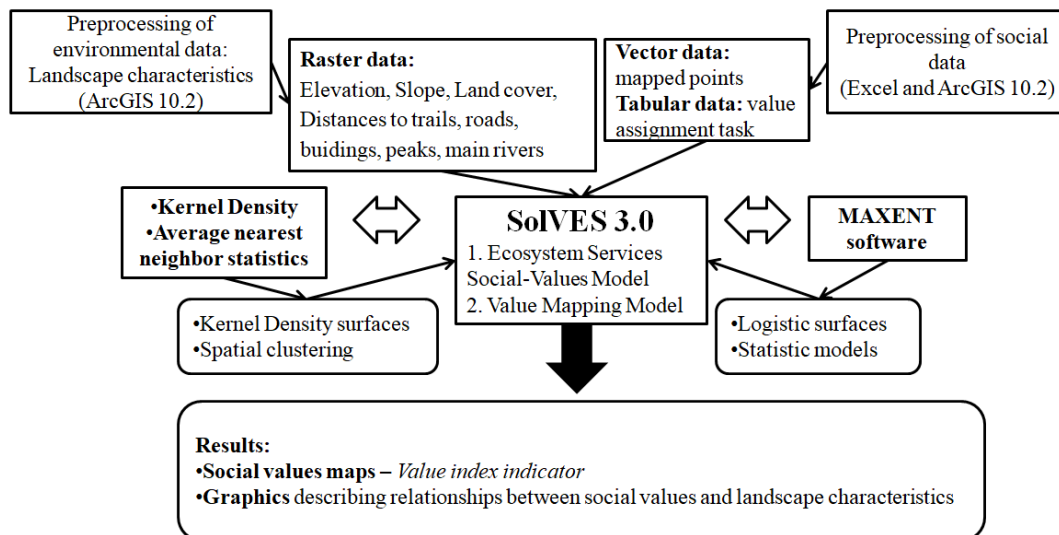 Preprocessing of
environmental data:
Landscape characteristics
(ArcGIS 10.2)
Raster data:
Elevation, Slope, Land cover,
Distances to trails, roads,
buidings, peaks, main rivers
Vector data:
mapped points
Tabular data: value
assignment task
Preprocessing of social
data
(Excel and ArcGIS 10.2)
•Kernel Density
•Average nearest
neighbor statistics
SolVES 3.0
1. Ecosystem Services
Social-Values Model
2. Value Mapping Model
MAXENT
software
•Kernel Density surfaces
•Spatial clustering
•Logistic surfaces
•Statistic models
Results:
•Social values maps – Value index indicator
•Graphics describing relationships between social values and landscape characteristics